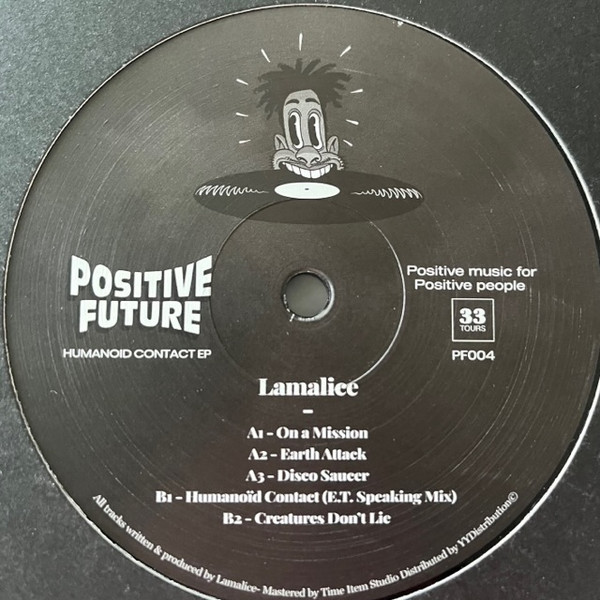 POSITIVE
FUTURE
HUMANOID CONTACT EP
Positive music for
Positive people
33
TOURS
PF004
Lamalice
-
A1 - On a Mission
A2 - Earth Attack
A3 - Disco Saucer
B1 - Humanoïd Contact (E.T. Speaking Mix)
B2 - Creatures Don't Lie
All tracks written & produced by Lamalice- Mastered by Time Item Studio Distributed by YYDistribution©